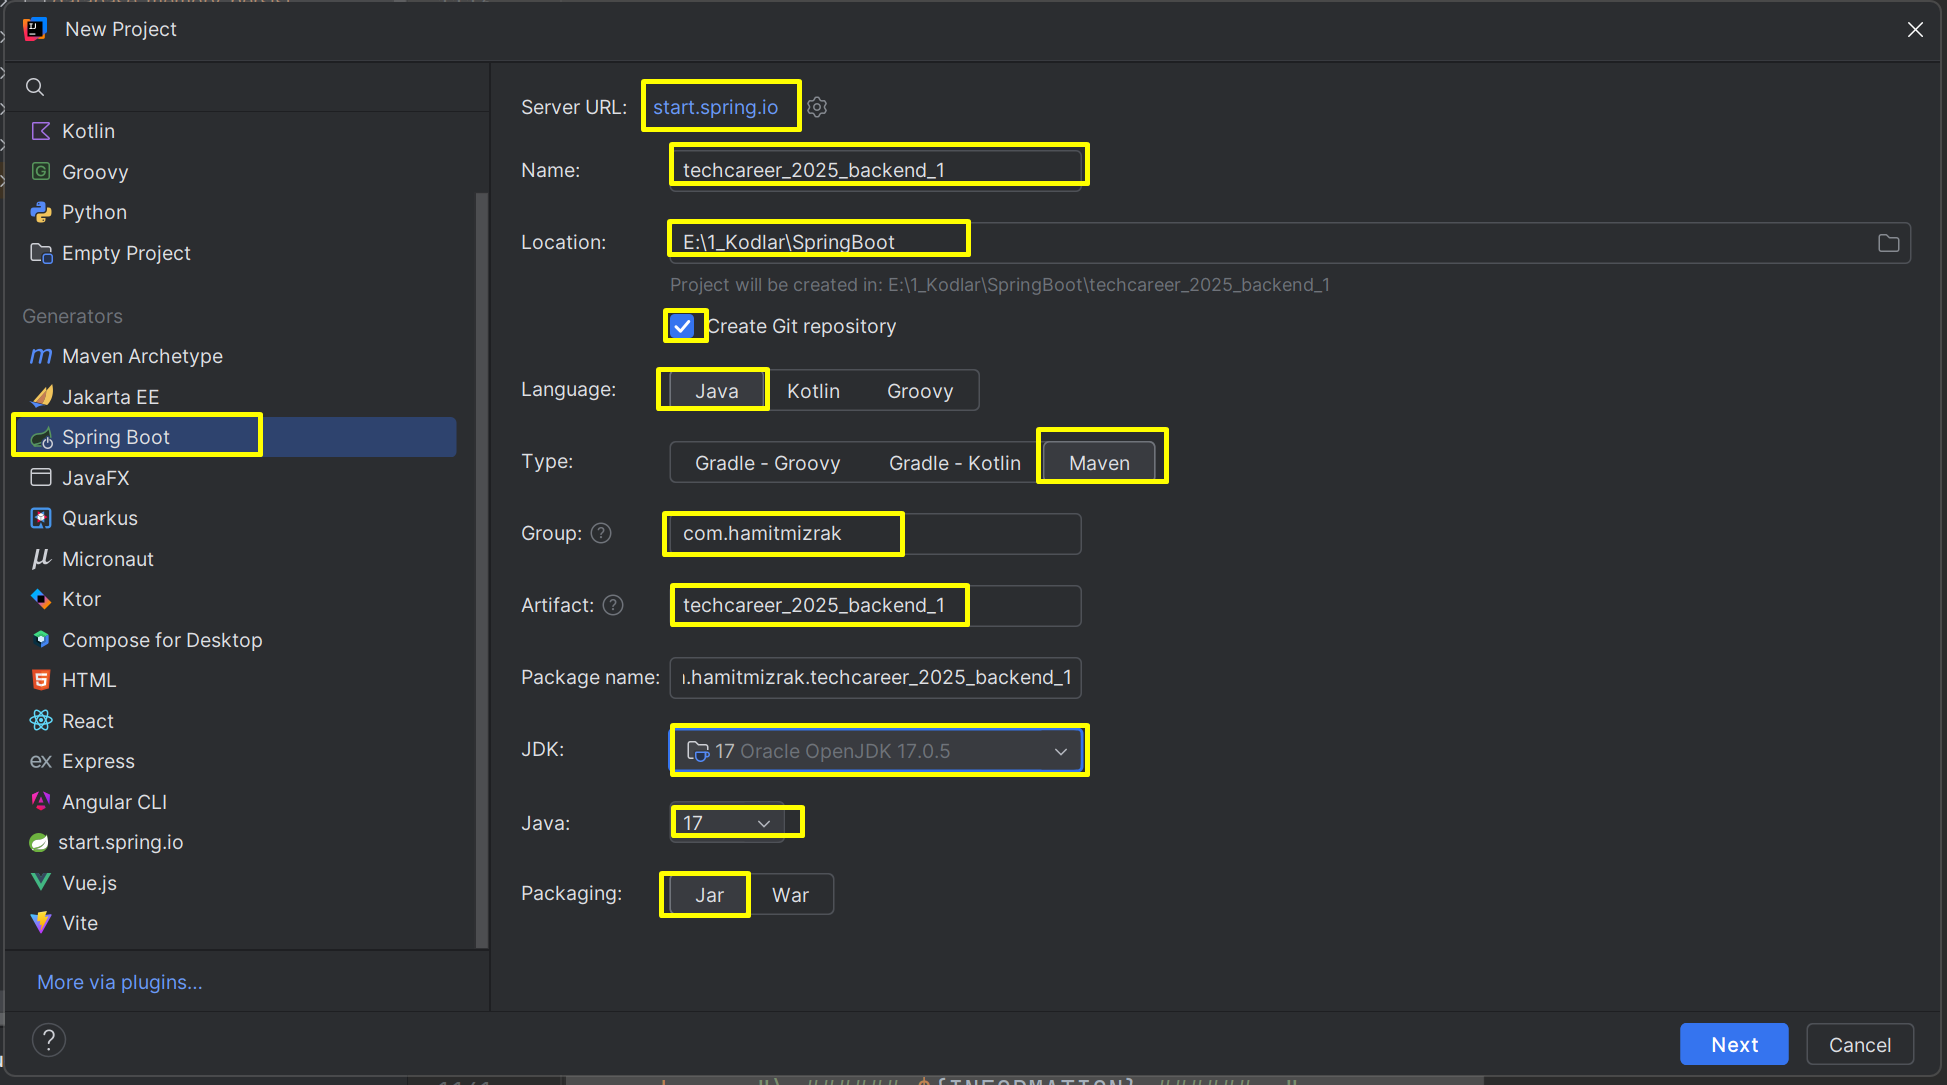 New Project
Kotlin
Groovy
Python
Empty Project
Generators
Maven Archetype
Jakarta EE
Spring Boot
JavaFX
Quarkus
Micronaut
Ktor
Compose for Desktop
HTML
React
Express
Angular CLI
start.spring.io
Vue.js
Vite
More via plugins...
Server URL: start.spring.io
Name: techcareer_2025_backend_1
Location: E:\1_Kodlar\SpringBoot
Project will be created in: E:\1_Kodlar\SpringBoot\techcareer_2025_backend_1
Create Git repository
Language: Java Kotlin Groovy
Type: Gradle - Groovy Gradle - Kotlin Maven
Group: ? com.hamitmizrak
Artifact: ? techcareer_2025_backend_1
Package name: .hamitmizrak.techcareer_2025_backend_1
JDK: 17 Oracle OpenJDK 17.0.5
Java: 17
Packaging: Jar War
? Next Cancel